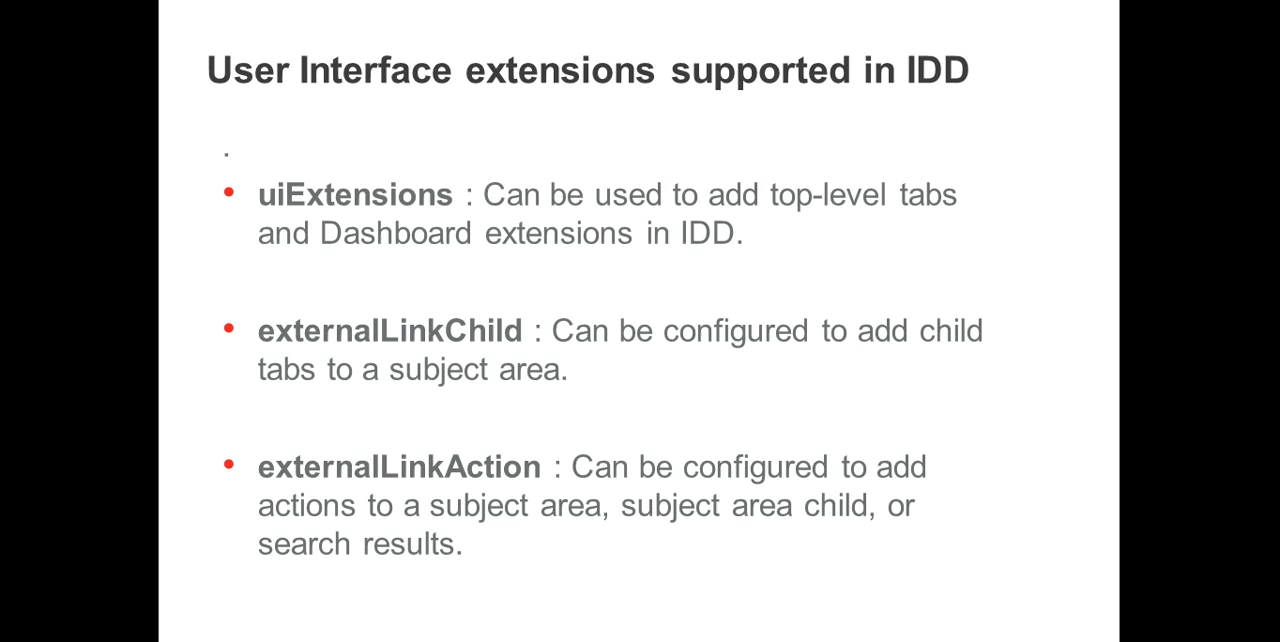 User Interface extensions supported in IDD
.
• uiExtensions : Can be used to add top-level tabs
and Dashboard extensions in IDD.
• externalLinkChild : Can be configured to add child
tabs to a subject area.
• externalLinkAction : Can be configured to add
actions to a subject area, subject area child, or
search results.